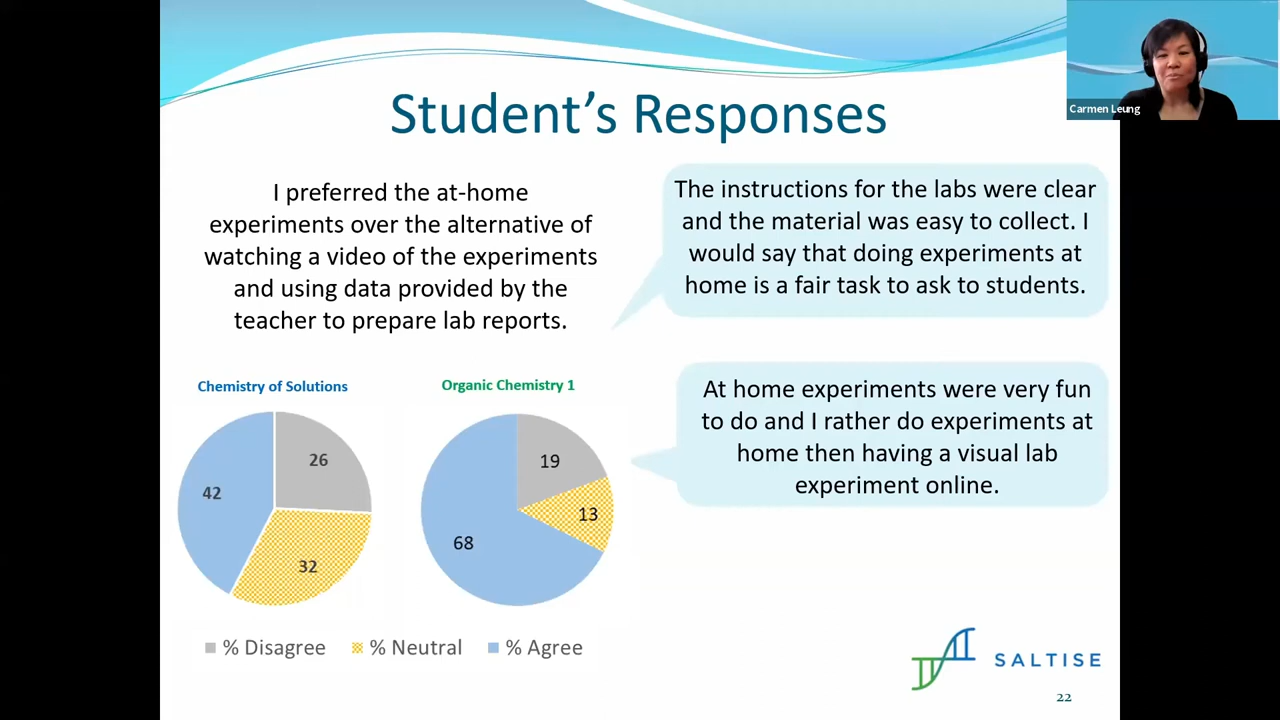 Carmen Leung
Student's Responses
I preferred the at-home
experiments over the alternative of
watching a video of the experiments
and using data provided by the
teacher to prepare lab reports.
The instructions for the labs were clear
and the material was easy to collect. I
would say that doing experiments at
home is a fair task to ask to students.
Chemistry of Solutions
26
42
32
Organic Chemistry 1
19
13
68
% Disagree % Neutral % Agree
At home experiments were very fun
to do and I rather do experiments at
home then having a visual lab
experiment online.
SALTISE
22